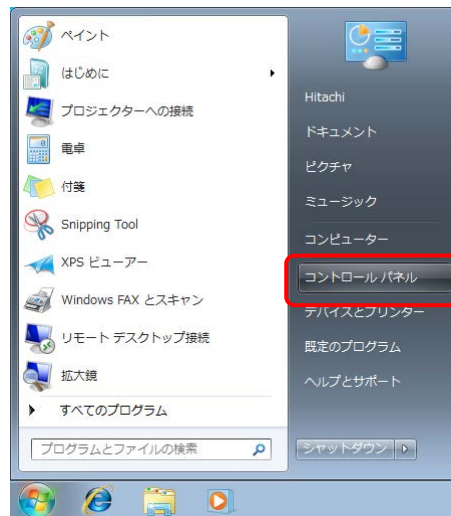 ペイント
はじめに
プロジェクターへの接続
電卓
付箋
Snipping Tool
XPS ビューアー
Windows FAX とスキャン
リモート デスクトップ接続
拡大鏡
すべてのプログラム
プログラムとファイルの検索
Hitachi
ドキュメント
ピクチャ
ミュージック
コンピューター
コントロール パネル
デバイスとプリンター
既定のプログラム
ヘルプとサポート
シャットダウン